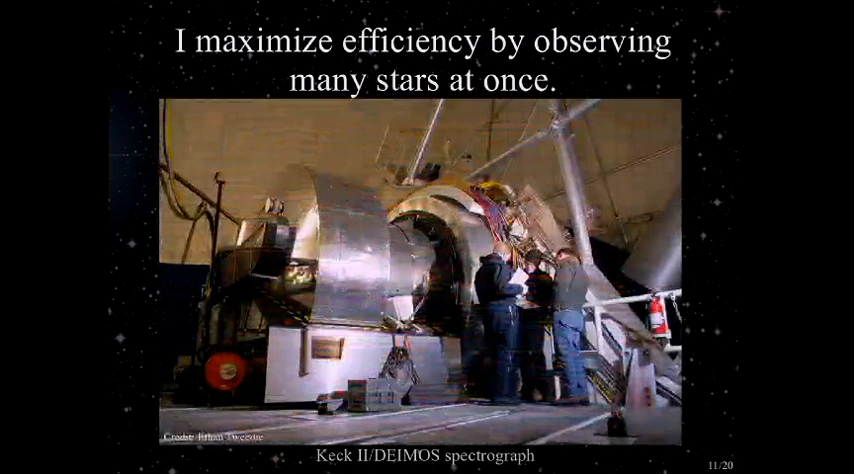 I maximize efficiency by observing
many stars at once.
Credit: Ethan Tweedie
Keck II/DEIMOS spectrograph
11/20